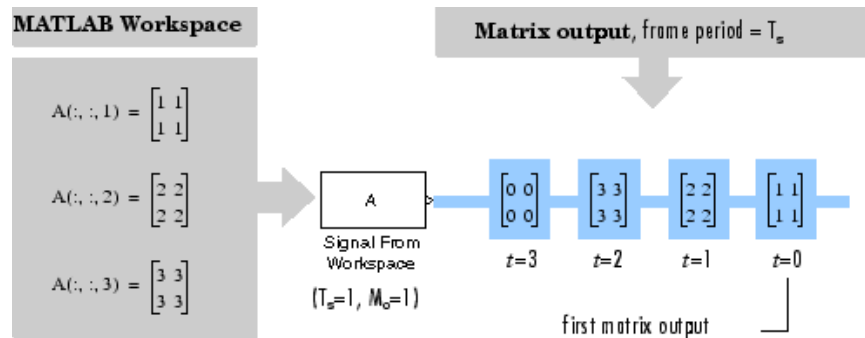 MATLAB Workspace
Matrix output, frame period = Tₛ
A(:, :, 1) = [1 1
1 1]
A(:, :, 2) = [2 2
2 2]
A(:, :, 3) = [3 3
3 3]
A
Signal From
Workspace
(Tₛ=1, Mₒ=1)
[0 0
0 0]
[3 3
3 3]
[2 2
2 2]
[1 1
1 1]
t=3
t=2
t=1
t=0
first matrix output